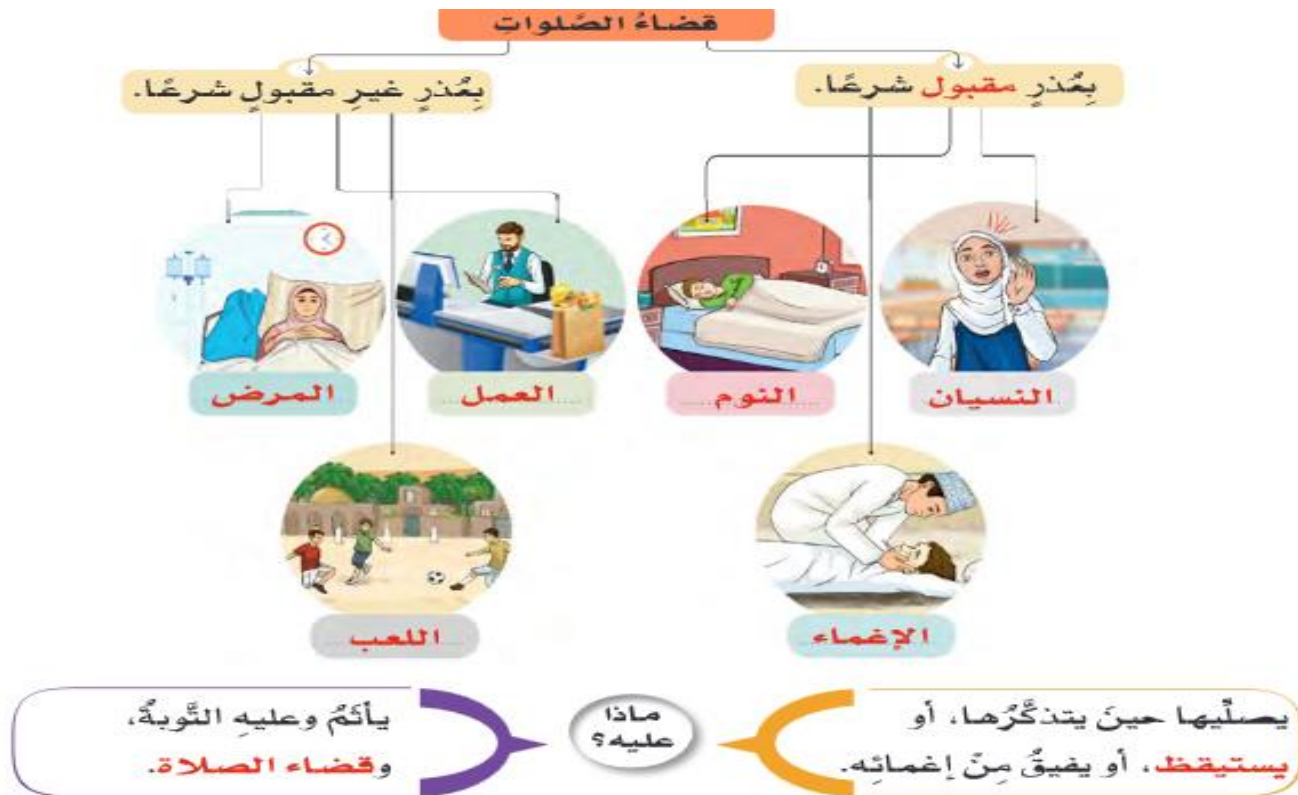 قضاءُ الصَّلواتِ
بِعُذرٍ مقبول شرعًا.
بِعُذرٍ غيرِ مقبولٍ شرعًا.
النسيان
النوم
العمل
المرض
الإغماء
اللعب
ماذا
عليه؟
يصلِّيها حينَ يتذكَّرُها، أو
يستيقظ، أو يفيقُ مِنْ إغمائِه.
يأثَمُ وعليهِ التَّوبةُ،
وقضاء الصلاة.